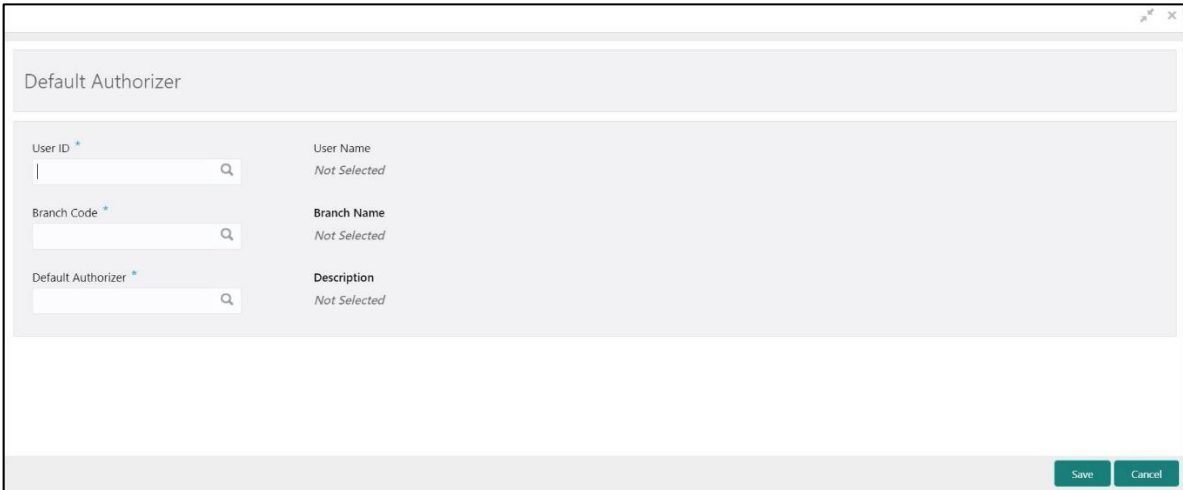 Default Authorizer
User ID *
User Name
Not Selected
Branch Code *
Branch Name
Not Selected
Default Authorizer *
Description
Not Selected
Save
Cancel